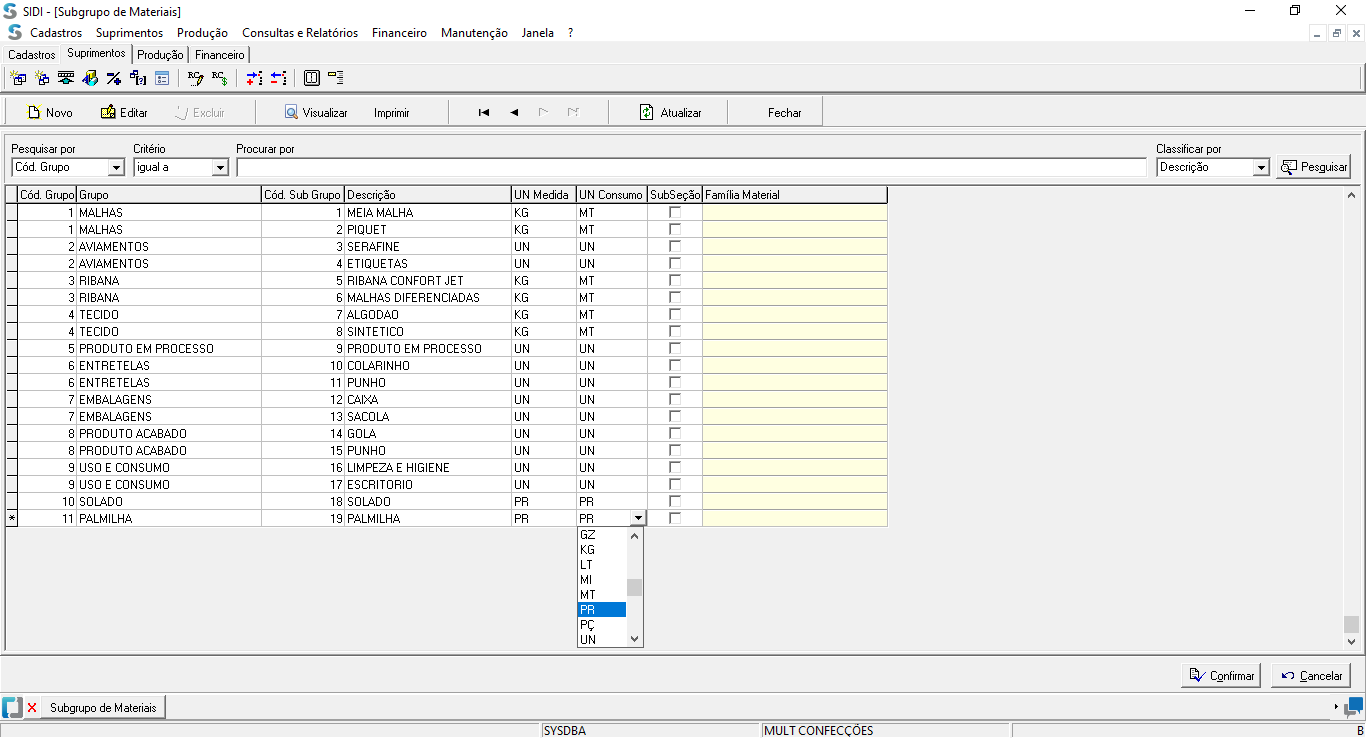 SIDI - [Subgrupo de Materiais]
Cadastros Suprimentos Produção Consultas e Relatórios Financeiro Manutenção Janela ?
Cadastros Suprimentos Produção Financeiro
Novo Editar Excluir Visualizar Imprimir Atualizar Fechar
Pesquisar por Critério Procurar por Classificar por
Cód. Grupo igual a Descrição Pesquisar
Cód. Grupo Grupo Cód. Sub Grupo Descrição UN Medida UN Consumo SubSeção Família Material
1 MALHAS 1 MEIA MALHA KG MT
1 MALHAS 2 PIQUET KG MT
2 AVIAMENTOS 3 SERAFINE UN UN
2 AVIAMENTOS 4 ETIQUETAS UN UN
3 RIBANA 5 RIBANA CONFORT JET KG MT
3 RIBANA 6 MALHAS DIFERENCIADAS KG MT
4 TECIDO 7 ALGODAO KG MT
4 TECIDO 8 SINTETICO KG MT
5 PRODUTO EM PROCESSO 9 PRODUTO EM PROCESSO UN UN
6 ENTRETELAS 10 COLARINHO UN UN
6 ENTRETELAS 11 PUNHO UN UN
7 EMBALAGENS 12 CAIXA UN UN
7 EMBALAGENS 13 SACOLA UN UN
8 PRODUTO ACABADO 14 GOLA UN UN
8 PRODUTO ACABADO 15 PUNHO UN UN
9 USO E CONSUMO 16 LIMPEZA E HIGIENE UN UN
9 USO E CONSUMO 17 ESCRITORIO UN UN
10 SOLADO 18 SOLADO PR PR
* 11 PALMILHA 19 PALMILHA PR PR
GZ
KG
LT
MI
MT
PR
PÇ
UN
Confirmar Cancelar
Subgrupo de Materiais
SYSDBA MULT CONFECÇÕES B